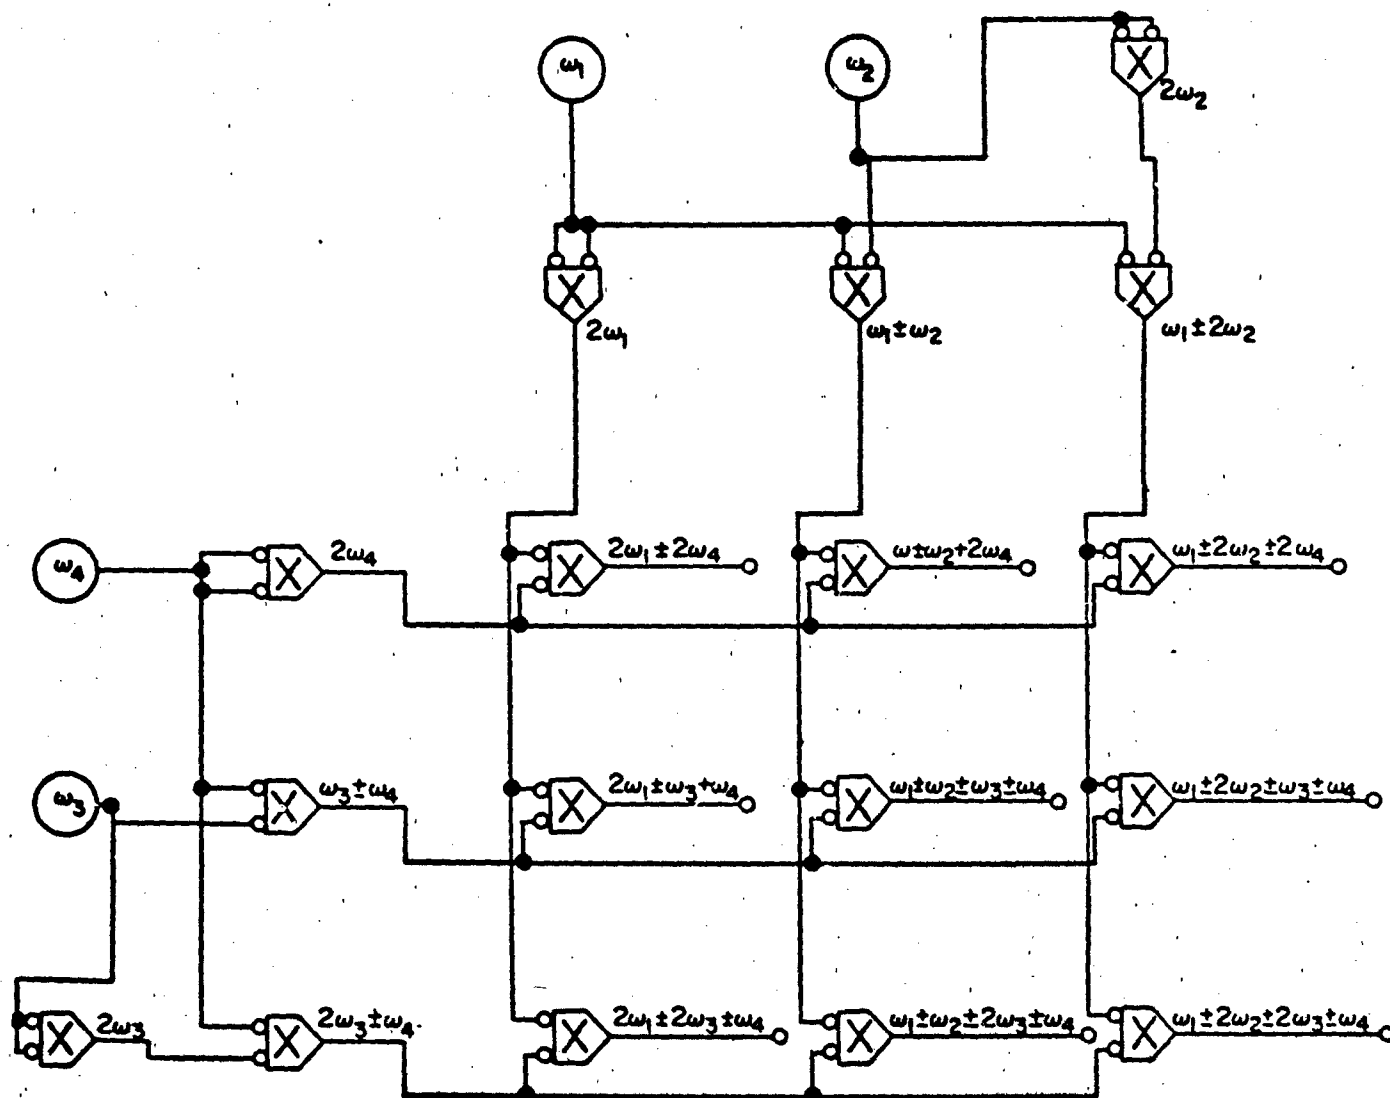 ω₁ ω₂
X
2ω₂
X X X
2ω₁ ω₁±ω₂ ω₁±2ω₂
ω₄ X 2ω₄ X 2ω₁±2ω₄ X ω±ω₂+2ω₄ X ω₁±2ω₂±2ω₄
ω₃ X ω₃±ω₄ X 2ω₁±ω₃+ω₄ X ω₁±ω₂±ω₃±ω₄ X ω₁±2ω₂±ω₃±ω₄
X 2ω₃ X 2ω₃±ω₄ X 2ω₁±2ω₃±ω₄ X ω₁±ω₂±2ω₃±ω₄ X ω₁±2ω₂±2ω₃±ω₄